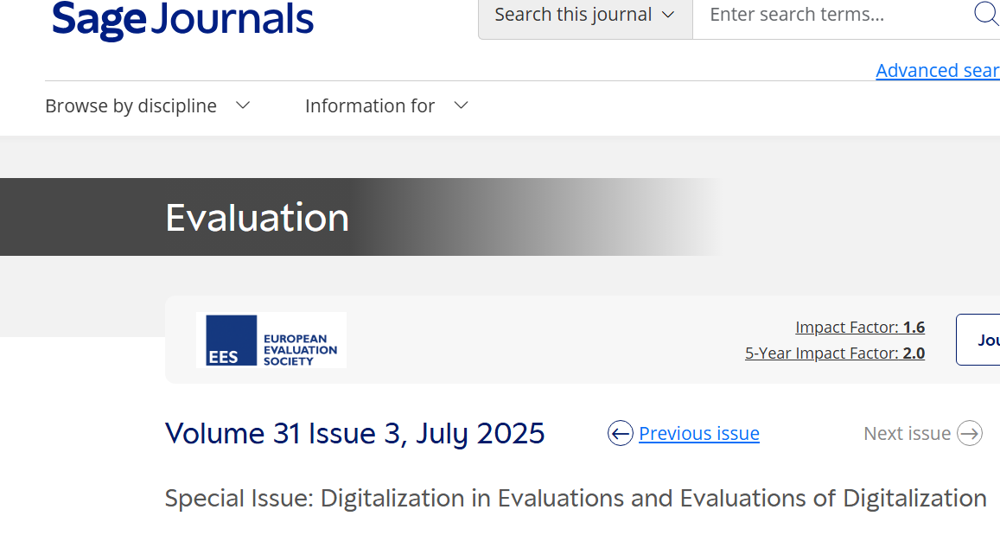 Sage Journals
Search this journal
Enter search terms...
Advanced sear
Browse by discipline
Information for
Evaluation
EES
EUROPEAN
EVALUATION
SOCIETY
Impact Factor: 1.6
5-Year Impact Factor: 2.0
Jou
Volume 31 Issue 3, July 2025
Previous issue
Next issue
Special Issue: Digitalization in Evaluations and Evaluations of Digitalization